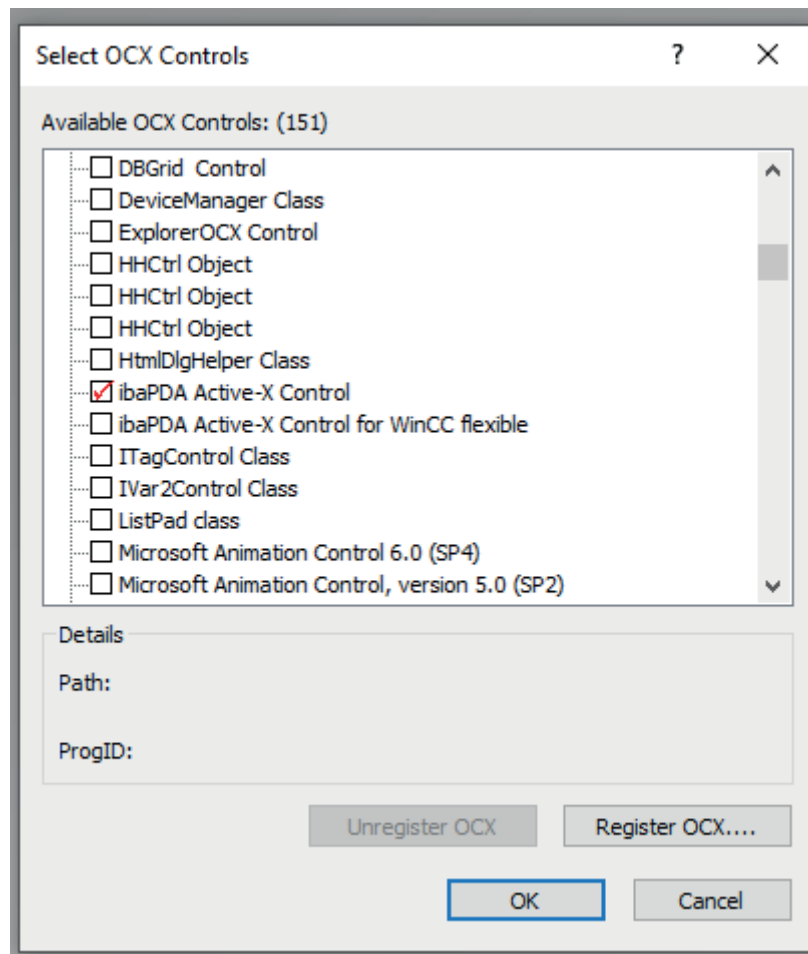 Select OCX Controls ?
Available OCX Controls: (151)
DBGrid  Control
DeviceManager Class
ExplorerOCX Control
HHCtrl Object
HHCtrl Object
HHCtrl Object
HtmlDlgHelper Class
ibaPDA Active-X Control
ibaPDA Active-X Control for WinCC flexible
ITagControl Class
IVar2Control Class
ListPad class
Microsoft Animation Control 6.0 (SP4)
Microsoft Animation Control, version 5.0 (SP2)
Details
Path:
ProgID:
Unregister OCX Register OCX....
OK Cancel